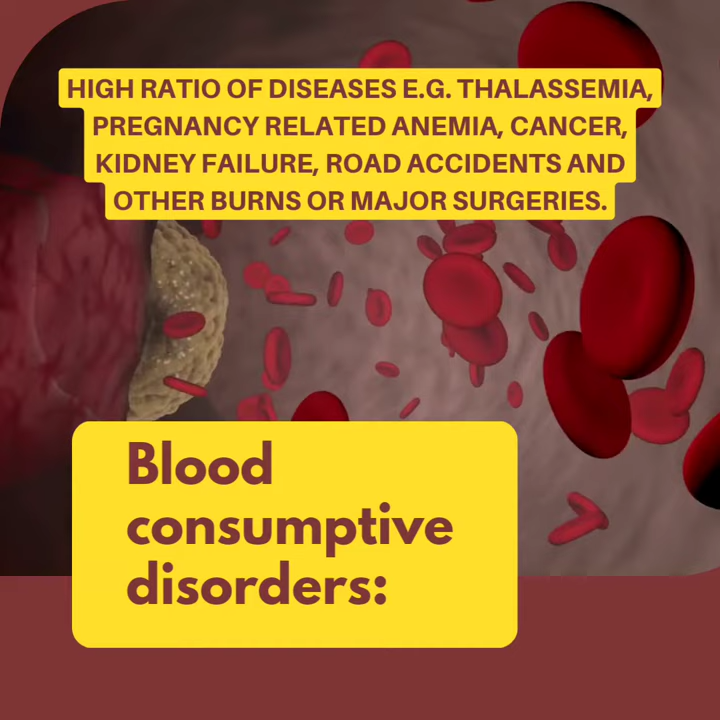 HIGH RATIO OF DISEASES E.G. THALASSEMIA,
PREGNANCY RELATED ANEMIA, CANCER,
KIDNEY FAILURE, ROAD ACCIDENTS AND
OTHER BURNS OR MAJOR SURGERIES.
Blood
consumptive
disorders: